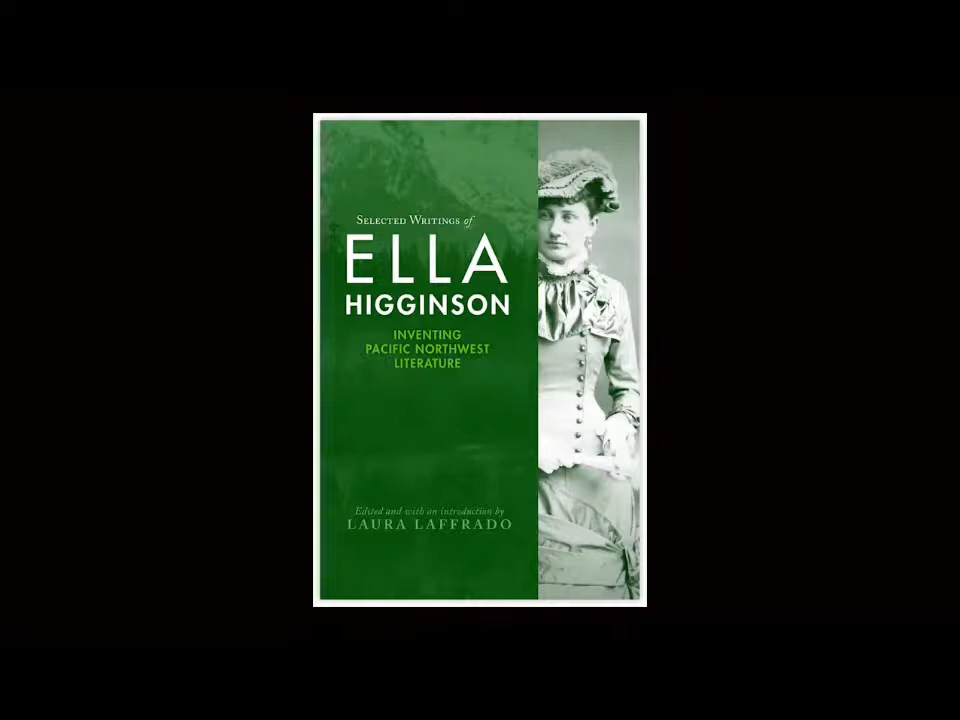 Selected Writings of
ELLA
HIGGINSON
INVENTING
PACIFIC NORTHWEST
LITERATURE
Edited and with an introduction by
LAURA LAFFRADO